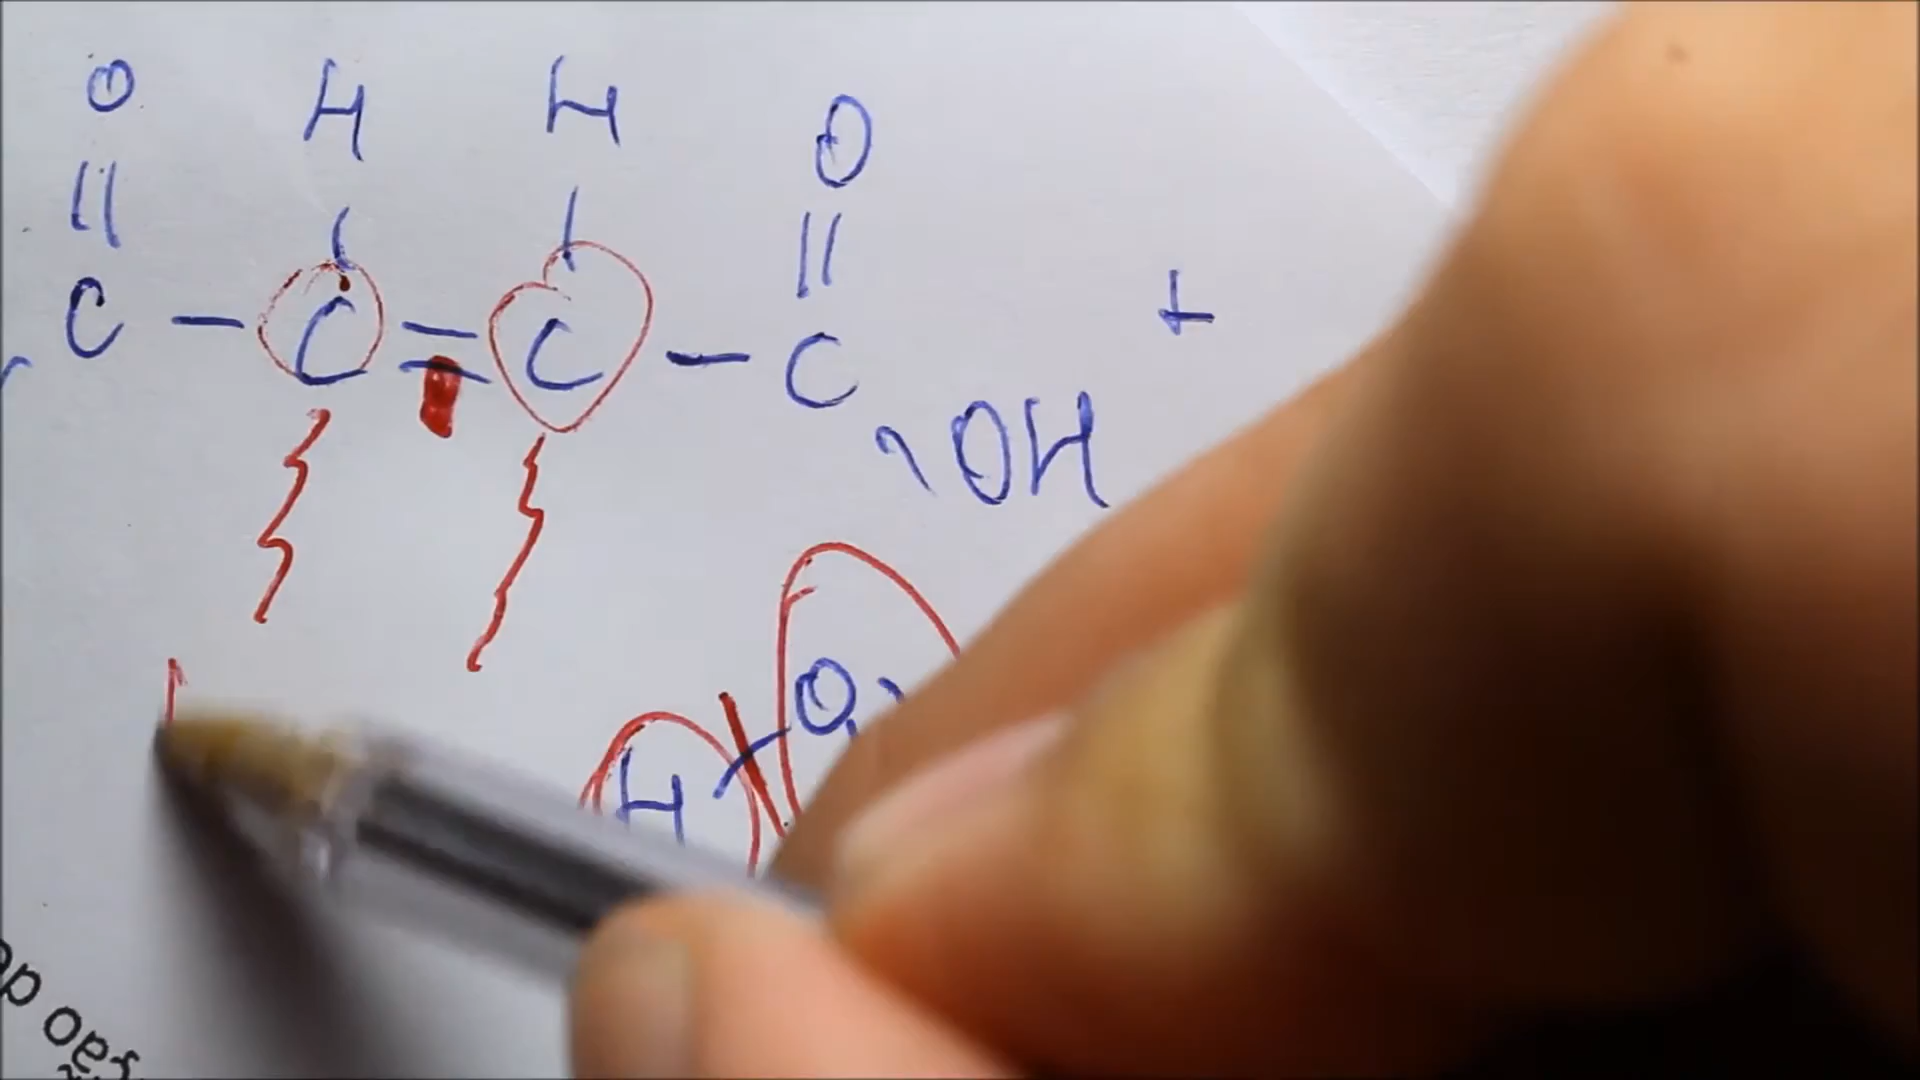 O H H O
|| | | ||
C - C = C - C +
OH
H - O